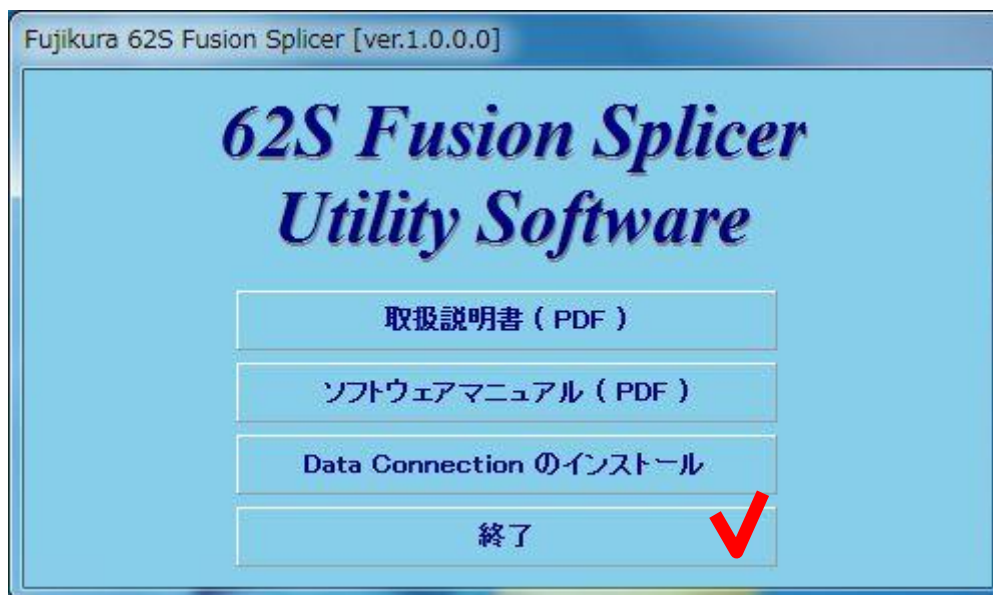 Fujikura 62S Fusion Splicer [ver.1.0.0.0]
62S Fusion Splicer
Utility Software
取扱説明書 ( PDF )
ソフトウェアマニュアル ( PDF )
Data Connection のインストール
終了